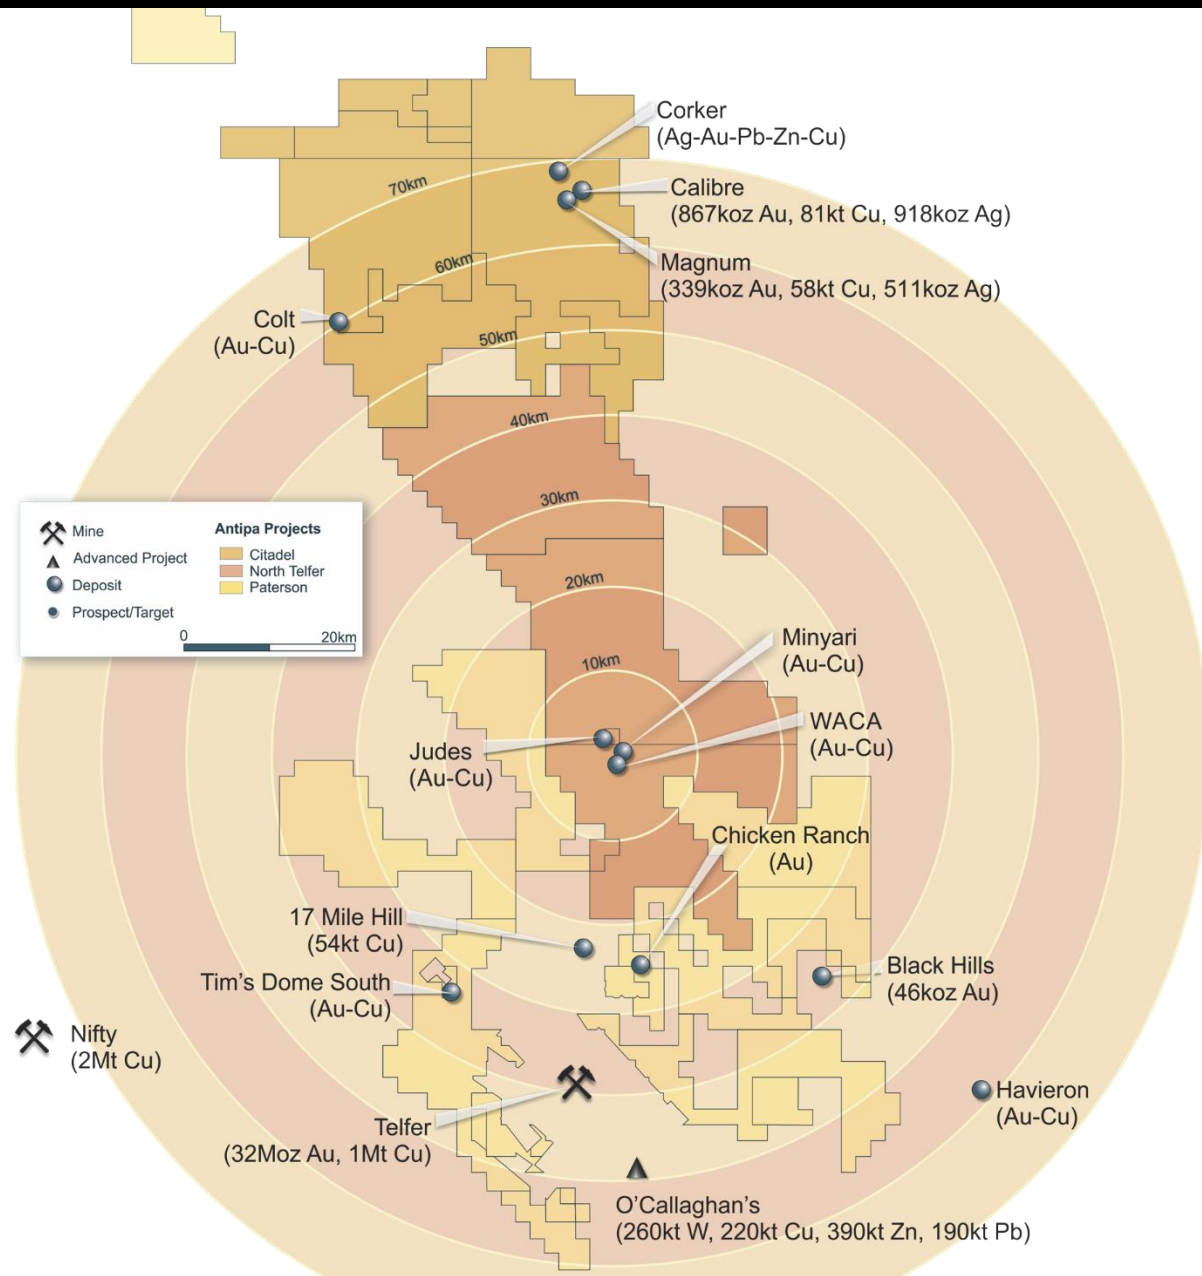 Corker
(Ag-Au-Pb-Zn-Cu)
70km
Calibre
(867koz Au, 81kt Cu, 918koz Ag)
60km
Magnum
(339koz Au, 58kt Cu, 511koz Ag)
Colt
(Au-Cu)
50km
40km
30km
Mine
Advanced Project
Deposit
Prospect/Target
Antipa Projects
Citadel
North Telfer
Paterson
0
20km
20km
10km
Minyari
(Au-Cu)
WACA
(Au-Cu)
Judes
(Au-Cu)
Chicken Ranch
(Au)
17 Mile Hill
(54kt Cu)
Tim's Dome South
(Au-Cu)
Black Hills
(46koz Au)
Nifty
(2Mt Cu)
Havieron
(Au-Cu)
Telfer
(32Moz Au, 1Mt Cu)
O'Callaghan's
(260kt W, 220kt Cu, 390kt Zn, 190kt Pb)